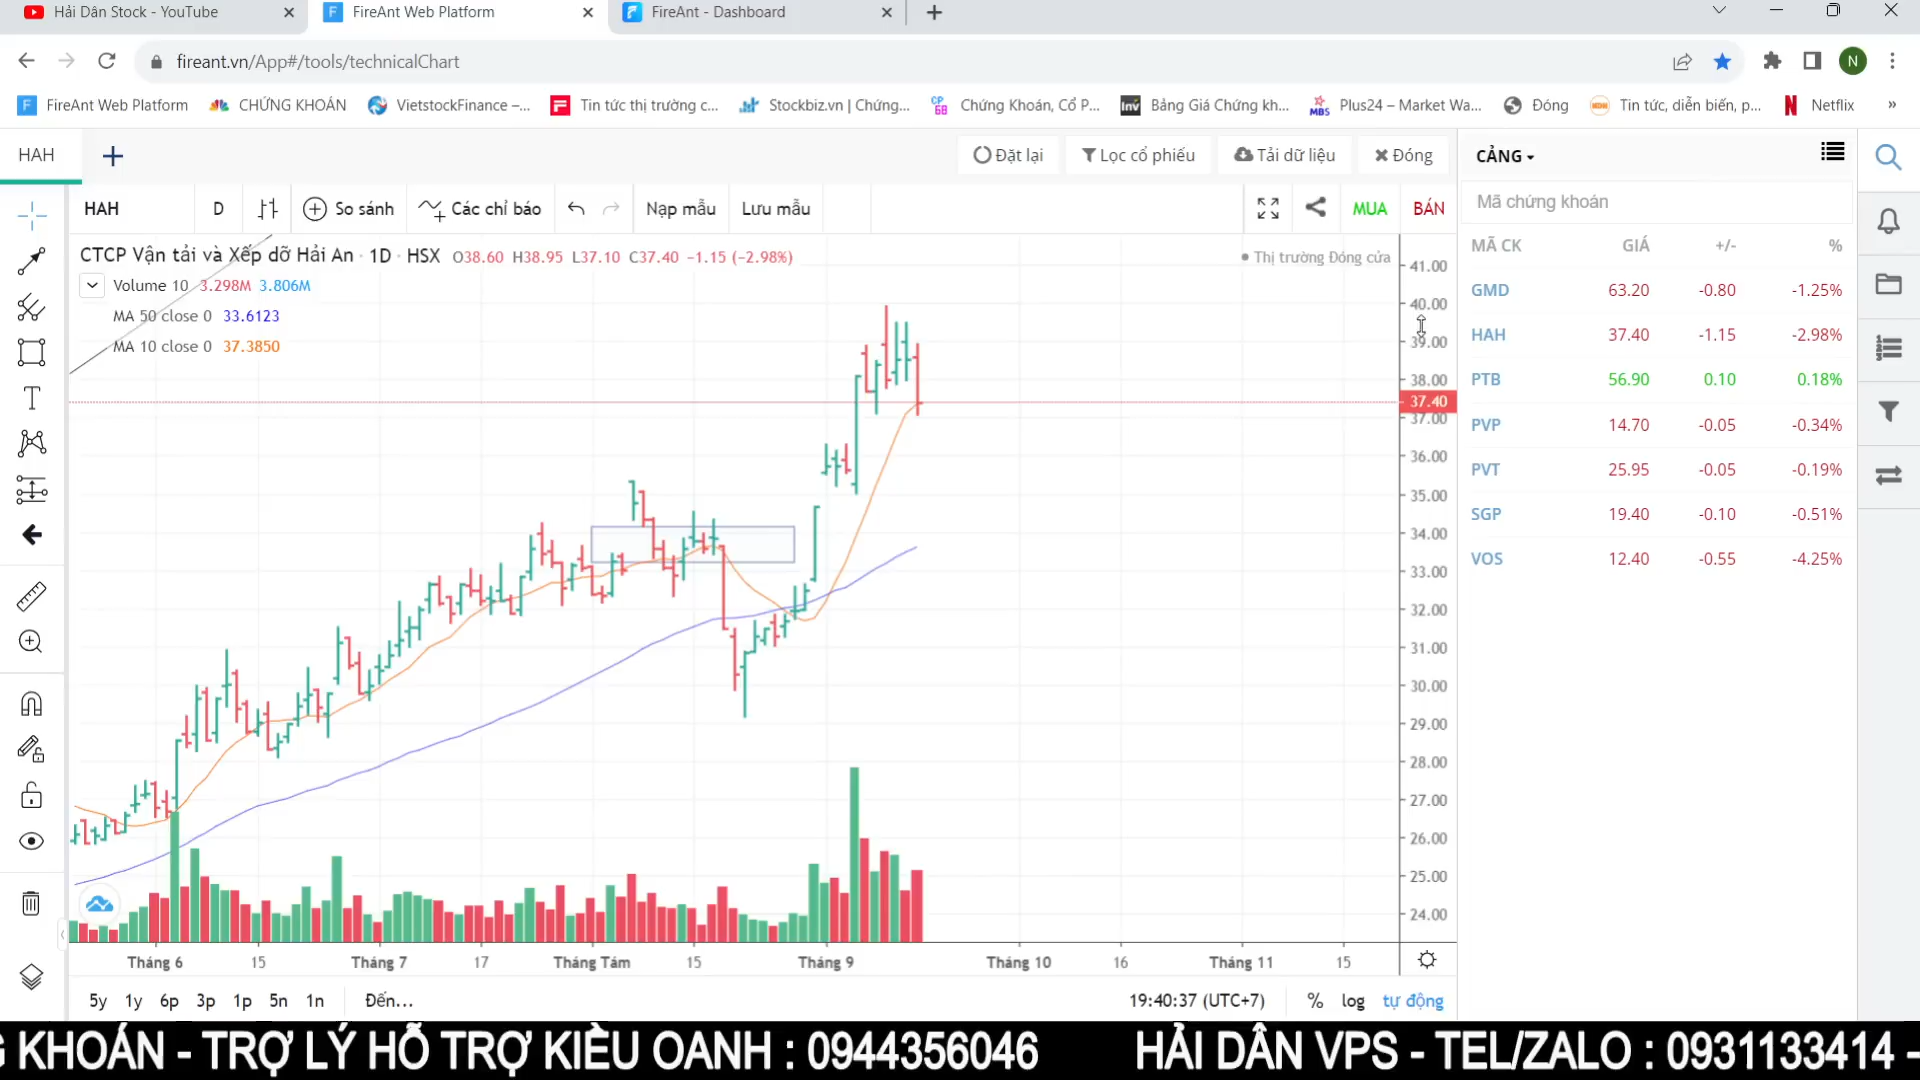 Hải Dân Stock - YouTube
FireAnt Web Platform
FireAnt - Dashboard
fireant.vn/App#/tools/technicalChart
N
FireAnt Web Platform
CHỨNG KHOÁN
VietstockFinance –...
Tin tức thị trường c...
Stockbiz.vn | Chứng...
Chứng Khoán, Cổ P...
Bảng Giá Chứng kh...
Plus24 – Market Wa...
Đóng
Tin tức, diễn biến, p...
Netflix
»
HAH
Đặt lại
Lọc cổ phiếu
Tải dữ liệu
Đóng
CẢNG
HAH
D
So sánh
Các chỉ báo
Nạp mẫu
Lưu mẫu
MUA
BÁN
Mã chứng khoán
CTCP Vận tải và Xếp dỡ Hải An · 1D · HSX O38.60 H38.95 L37.10 C37.40 −1.15 (−2.98%)
Thị trường Đóng cửa
Volume 10 3.298M 3.806M
MA 50 close 0 33.6123
MA 10 close 0 37.3850
41.00
40.00
39.00
38.00
37.40
37.00
36.00
35.00
34.00
33.00
32.00
31.00
30.00
29.00
28.00
27.00
26.00
25.00
24.00
MÃ CK GIÁ +/- %
GMD 63.20 -0.80 -1.25%
HAH 37.40 -1.15 -2.98%
PTB 56.90 0.10 0.18%
PVP 14.70 -0.05 -0.34%
PVT 25.95 -0.05 -0.19%
SGP 19.40 -0.10 -0.51%
VOS 12.40 -0.55 -4.25%
Tháng 6 15 Tháng 7 17 Tháng Tám 15 Tháng 9 Tháng 10 16 Tháng 11 15
5y 1y 6p 3p 1p 5n 1n Đến...
19:40:37 (UTC+7) % log tự động
KHOÁN - TRỢ LÝ HỖ TRỢ KIỀU OANH : 0944356046 HẢI DÂN VPS - TEL/ZALO : 0931133414 -